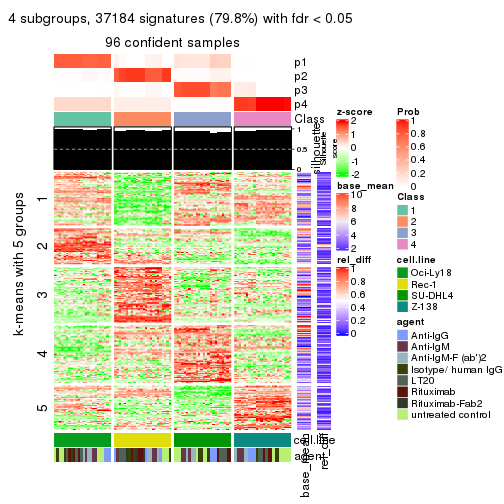 4 subgroups, 37184 signatures (79.8%) with fdr < 0.05
96 confident samples
p1
p2
p3
p4
Class
1
0.5
0
silhouette
Silhouette
score
k-means with 5 groups
1
2
3
4
5
cell.line
agent
base_mean
rel_diff
z-score
2
1
0
-1
-2
base_mean
10
8
6
4
2
rel_diff
1
0.8
0.6
0.4
0.2
0
Prob
1
0.8
0.6
0.4
0.2
0
Class
1
2
3
4
cell.line
Oci-Ly18
Rec-1
SU-DHL4
Z-138
agent
Anti-IgG
Anti-IgM
Anti-IgM-F (ab')2
Isotype/ human IgG
LT20
Rituximab
Rituximab-Fab2
untreated control